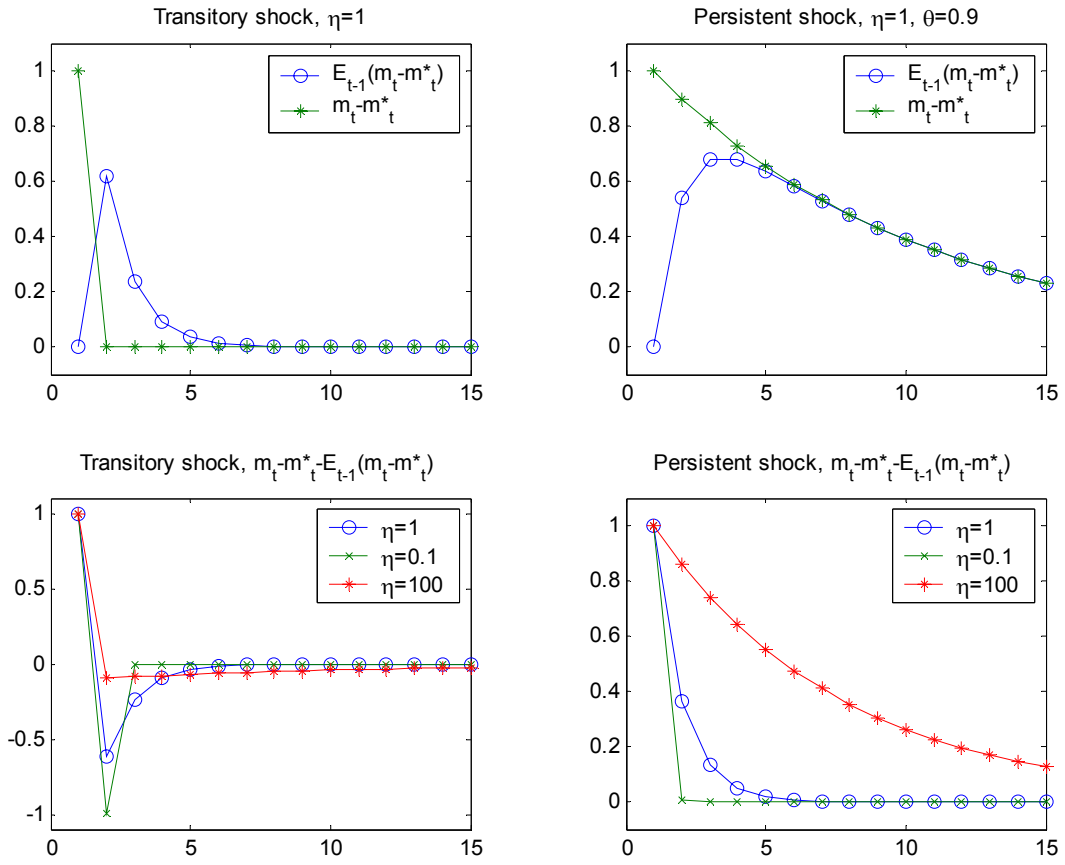 Transitory shock, η=1
1
0.8
0.6
0.4
0.2
0
0 5 10 15
E_{t-1}(m_t-m*_t)
m_t-m*_t
Persistent shock, η=1, θ=0.9
1
0.8
0.6
0.4
0.2
0
0 5 10 15
E_{t-1}(m_t-m*_t)
m_t-m*_t
Transitory shock, m_t-m*_t-E_{t-1}(m_t-m*_t)
1
0.5
0
-0.5
-1
0 5 10 15
η=1
η=0.1
η=100
Persistent shock, m_t-m*_t-E_{t-1}(m_t-m*_t)
1
0.8
0.6
0.4
0.2
0
0 5 10 15
η=1
η=0.1
η=100